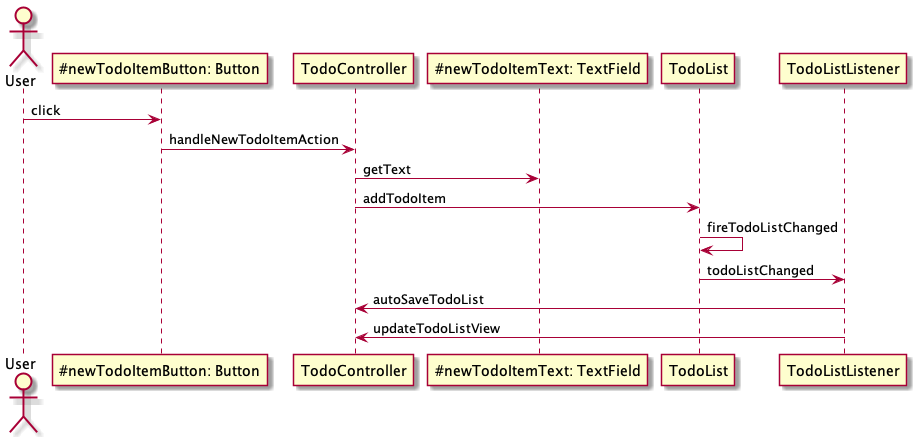 User
#newTodoItemButton: Button
TodoController
#newTodoItemText: TextField
TodoList
TodoListListener
click
handleNewTodoItemAction
getText
addTodoItem
fireTodoListChanged
todoListChanged
autoSaveTodoList
updateTodoListView
User
#newTodoItemButton: Button
TodoController
#newTodoItemText: TextField
TodoList
TodoListListener